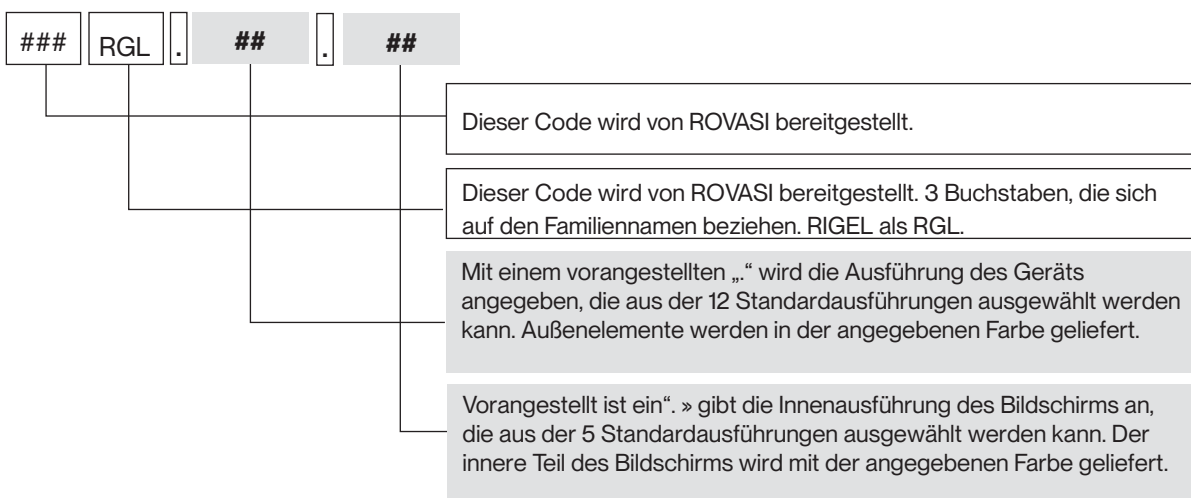 ### RGL . ## . ##
Dieser Code wird von ROVASI bereitgestellt.
Dieser Code wird von ROVASI bereitgestellt. 3 Buchstaben, die sich
auf den Familiennamen beziehen. RIGEL als RGL.
Mit einem vorangestellten „.“ wird die Ausführung des Geräts
angegeben, die aus der 12 Standardausführungen ausgewählt werden
kann. Außenelemente werden in der angegebenen Farbe geliefert.
Vorangestellt ist ein“. » gibt die Innenausführung des Bildschirms an,
die aus der 5 Standardausführungen ausgewählt werden kann. Der
innere Teil des Bildschirms wird mit der angegebenen Farbe geliefert.